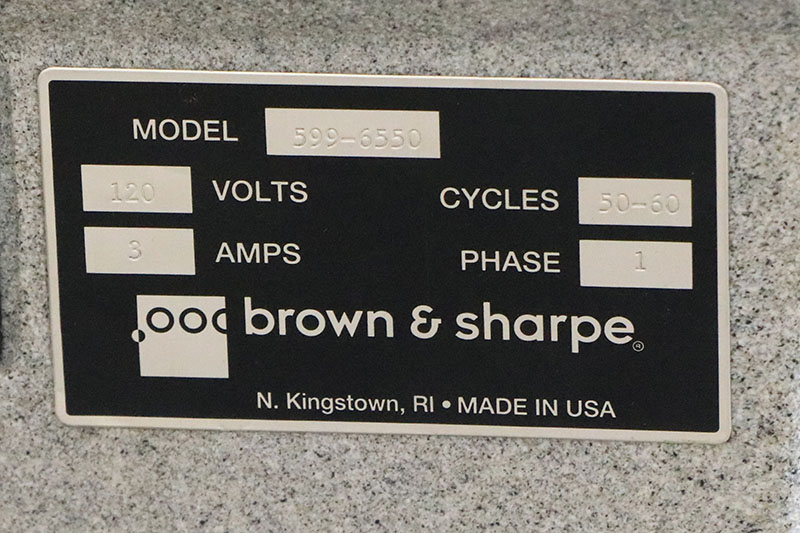 MODEL 599-6550
120 VOLTS CYCLES 50-60
3 AMPS PHASE 1
.000 brown & sharpe®
N. Kingstown, RI • MADE IN USA